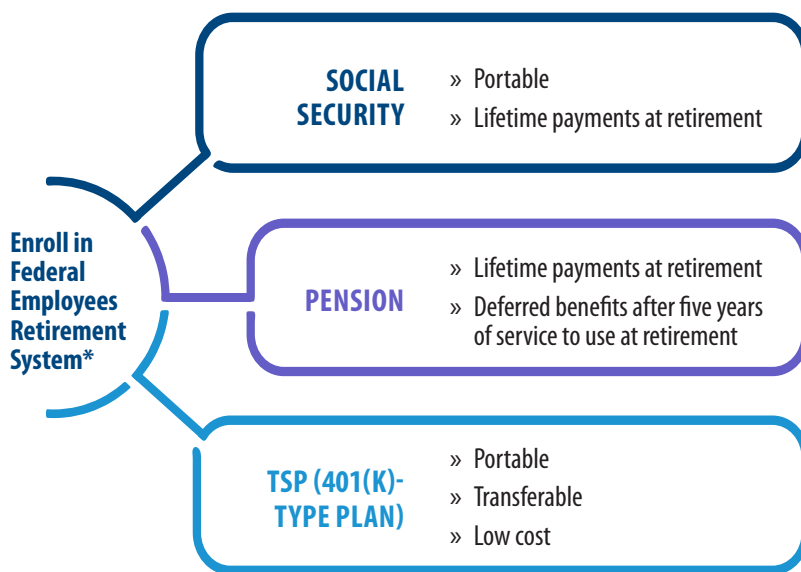 Enroll in
Federal
Employees
Retirement
System*
SOCIAL
SECURITY
» Portable
» Lifetime payments at retirement
PENSION
» Lifetime payments at retirement
» Deferred benefits after five years
of service to use at retirement
TSP (401(K)-
TYPE PLAN)
» Portable
» Transferable
» Low cost